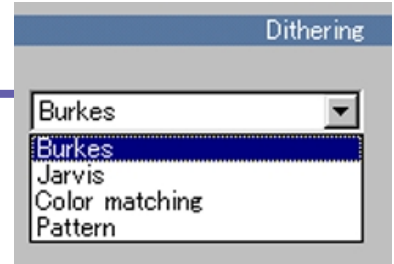 Dithering
Burkes
Burkes
Jarvis
Color matching
Pattern